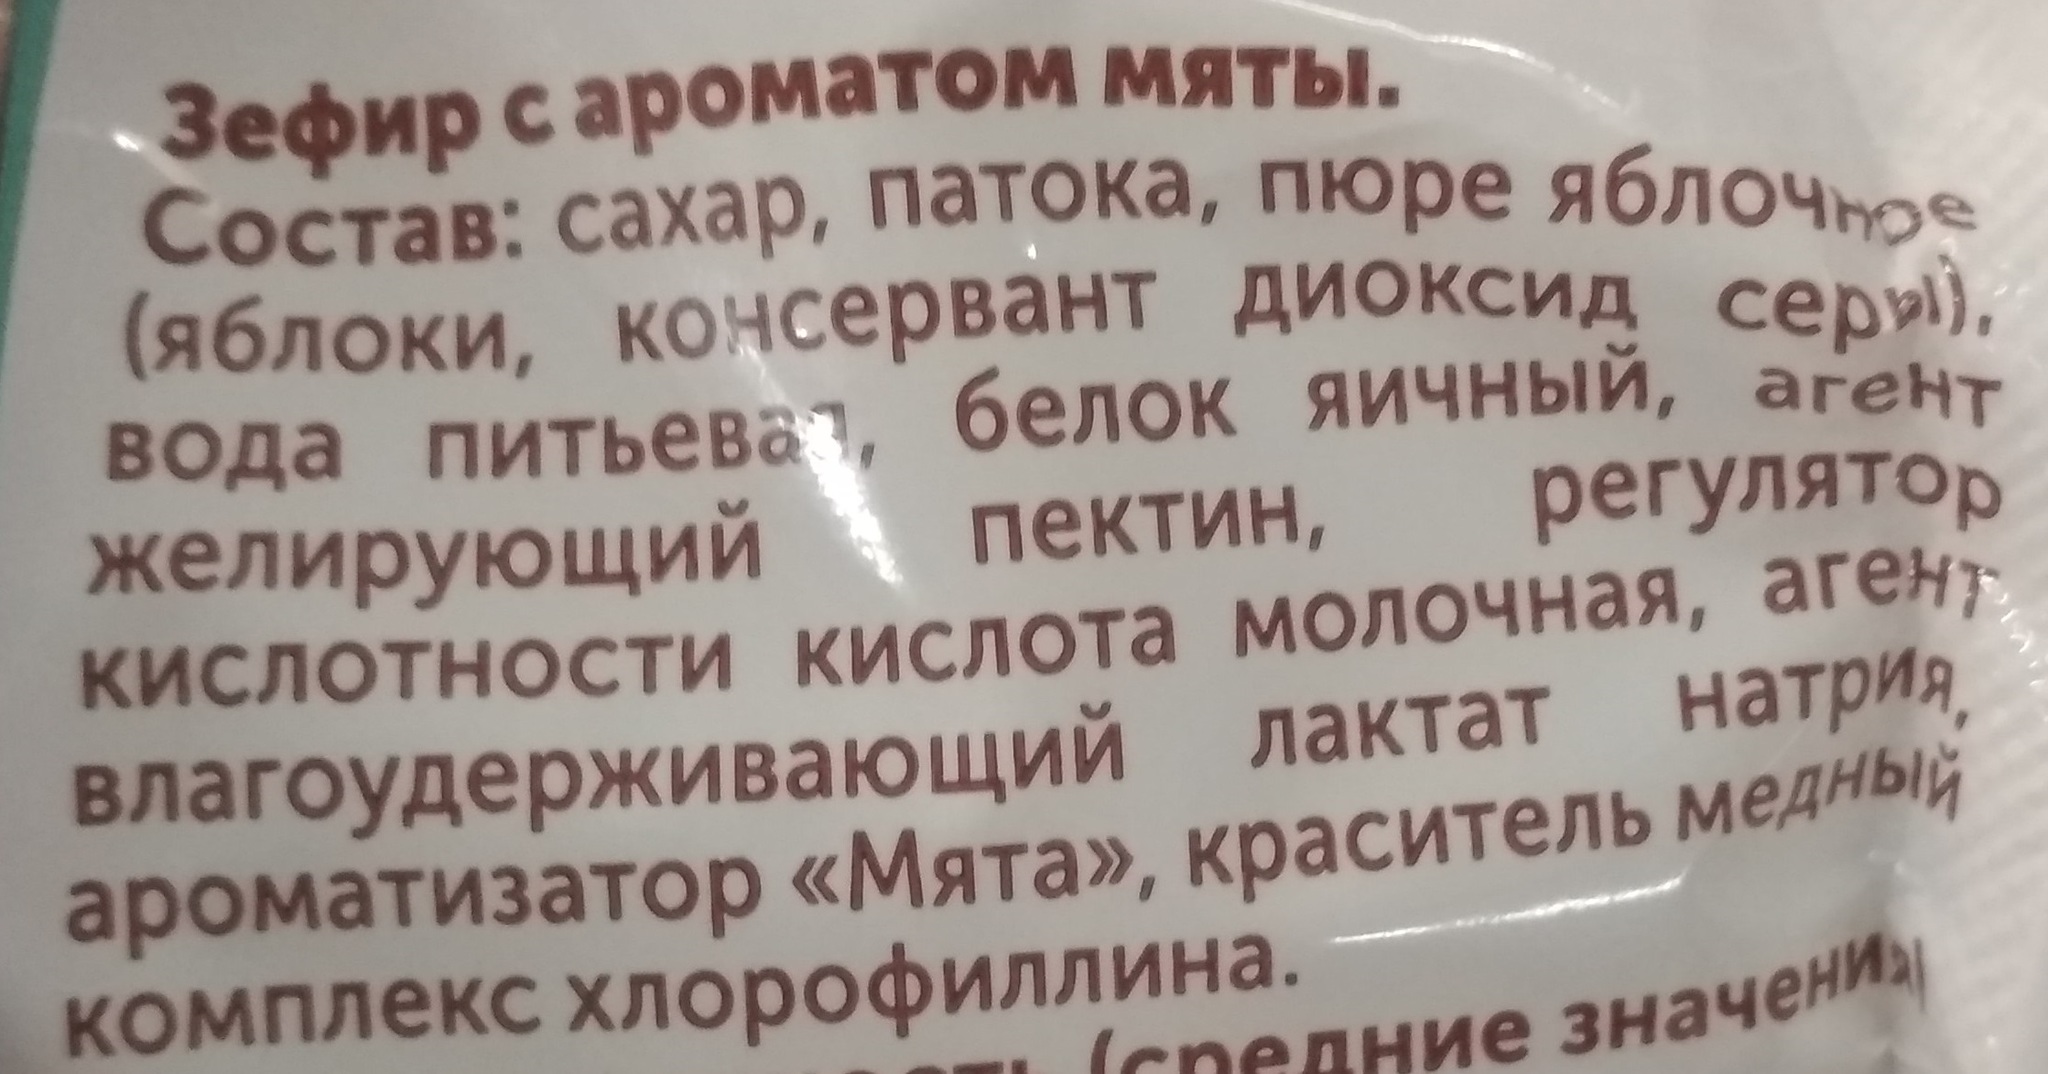 Зефир с ароматом мяты.
Состав: сахар, патока, пюре яблочное
(яблоки, консервант диоксид серы),
вода питьевая, белок яичный, агент
желирующий пектин, регулятор
кислотности кислота молочная, агент
влагоудерживающий лактат натрия,
ароматизатор «Мята», краситель медный
комплекс хлорофиллина.
(средние значения)